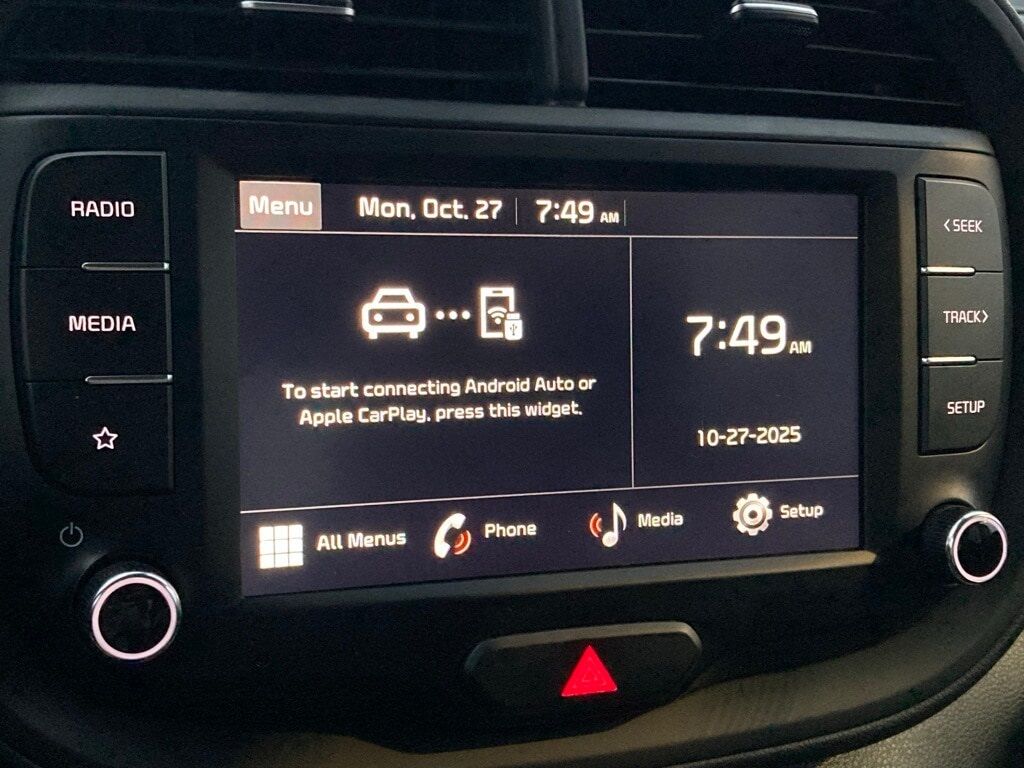 RADIO
MEDIA
Menu
Mon, Oct. 27
7:49 AM
To start connecting Android Auto or
Apple CarPlay, press this widget.
7:49 AM
10-27-2025
All Menus
Phone
Media
Setup
< SEEK
TRACK >
SETUP